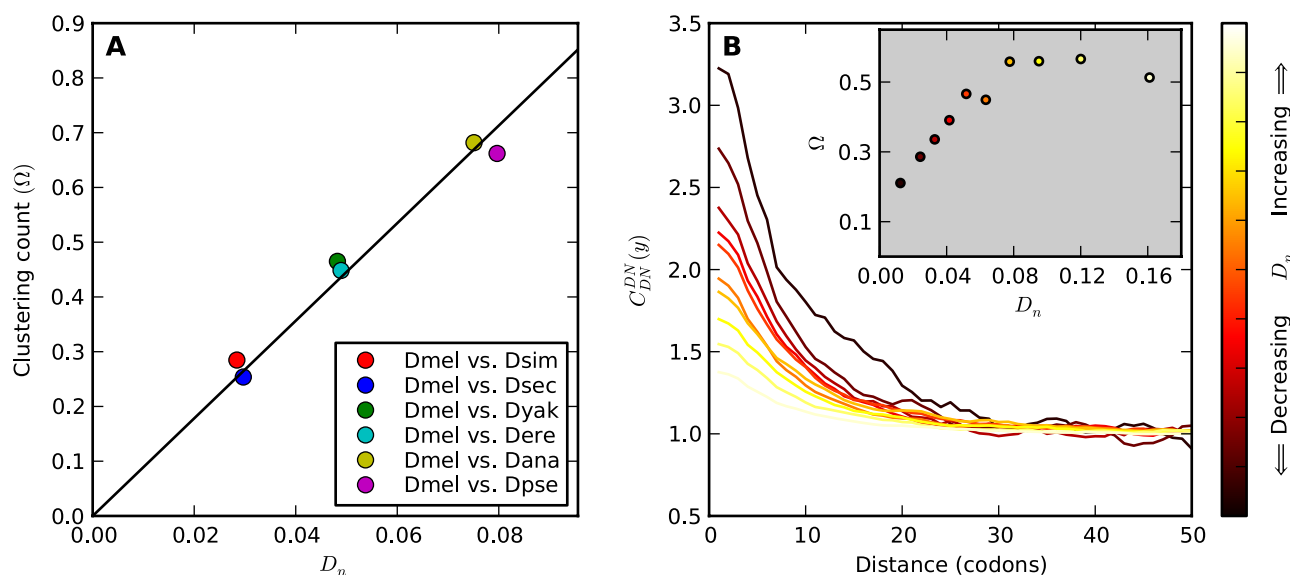 A
Clustering count (Ω)
0.9
0.8
0.7
0.6
0.5
0.4
0.3
0.2
0.1
0.0
0.00 0.02 0.04 0.06 0.08
D_n
Dmel vs. Dsim
Dmel vs. Dsec
Dmel vs. Dyak
Dmel vs. Dere
Dmel vs. Dana
Dmel vs. Dpse
B
C_{DN}^{DN}(y)
3.5
3.0
2.5
2.0
1.5
1.0
0.5
0 10 20 30 40 50
Distance (codons)
Ω
0.5
0.3
0.1
0.00 0.04 0.08 0.12 0.16
D_n
⇐ Decreasing D_n Increasing ⇒